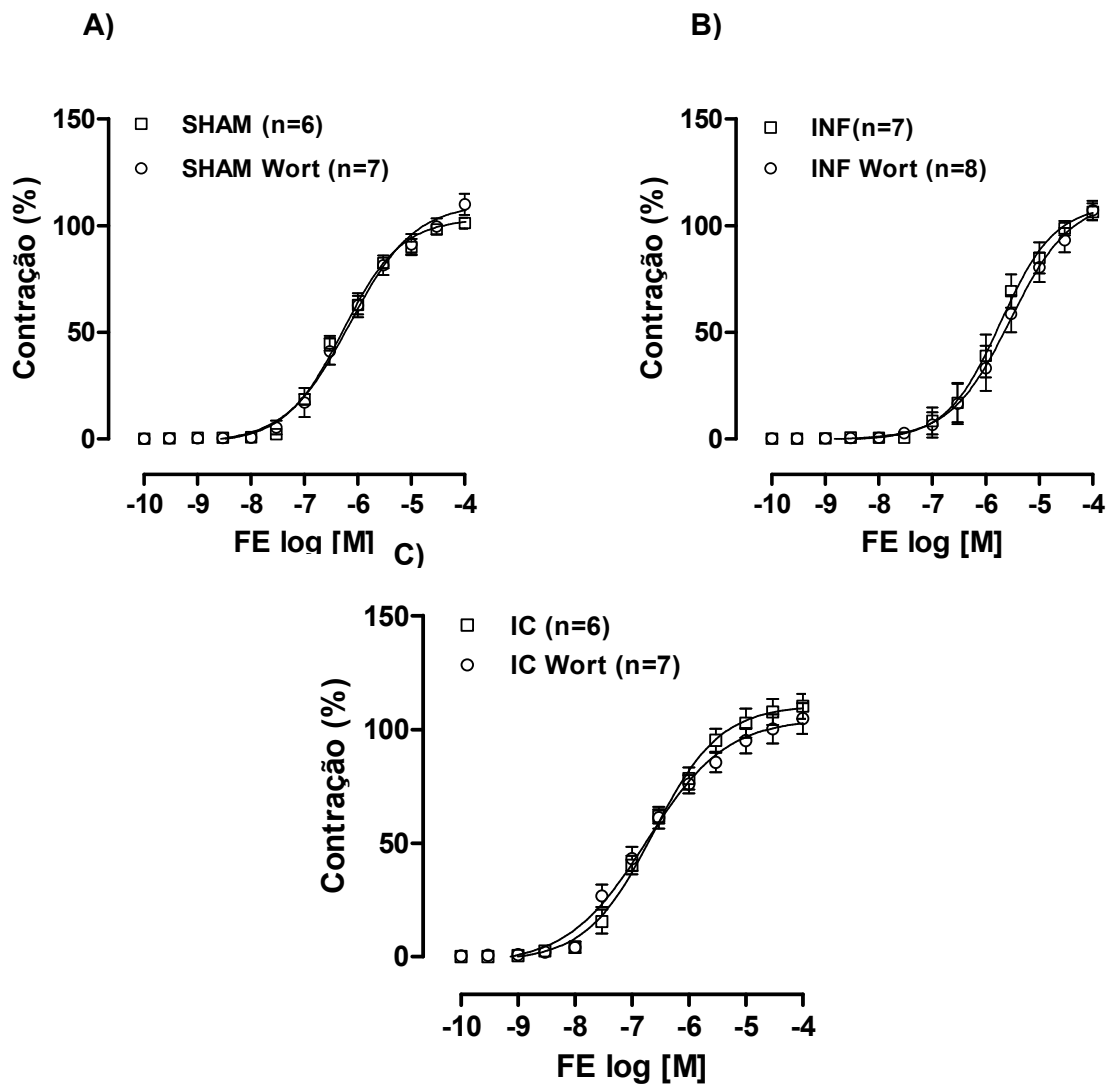 A)
SHAM (n=6)
SHAM Wort (n=7)
Contração (%)
150
100
50
0
-10 -9 -8 -7 -6 -5 -4
FE log [M]
B)
INF(n=7)
INF Wort (n=8)
Contração (%)
150
100
50
0
-10 -9 -8 -7 -6 -5 -4
FE log [M]
C)
IC (n=6)
IC Wort (n=7)
Contração (%)
150
100
50
0
-10 -9 -8 -7 -6 -5 -4
FE log [M]